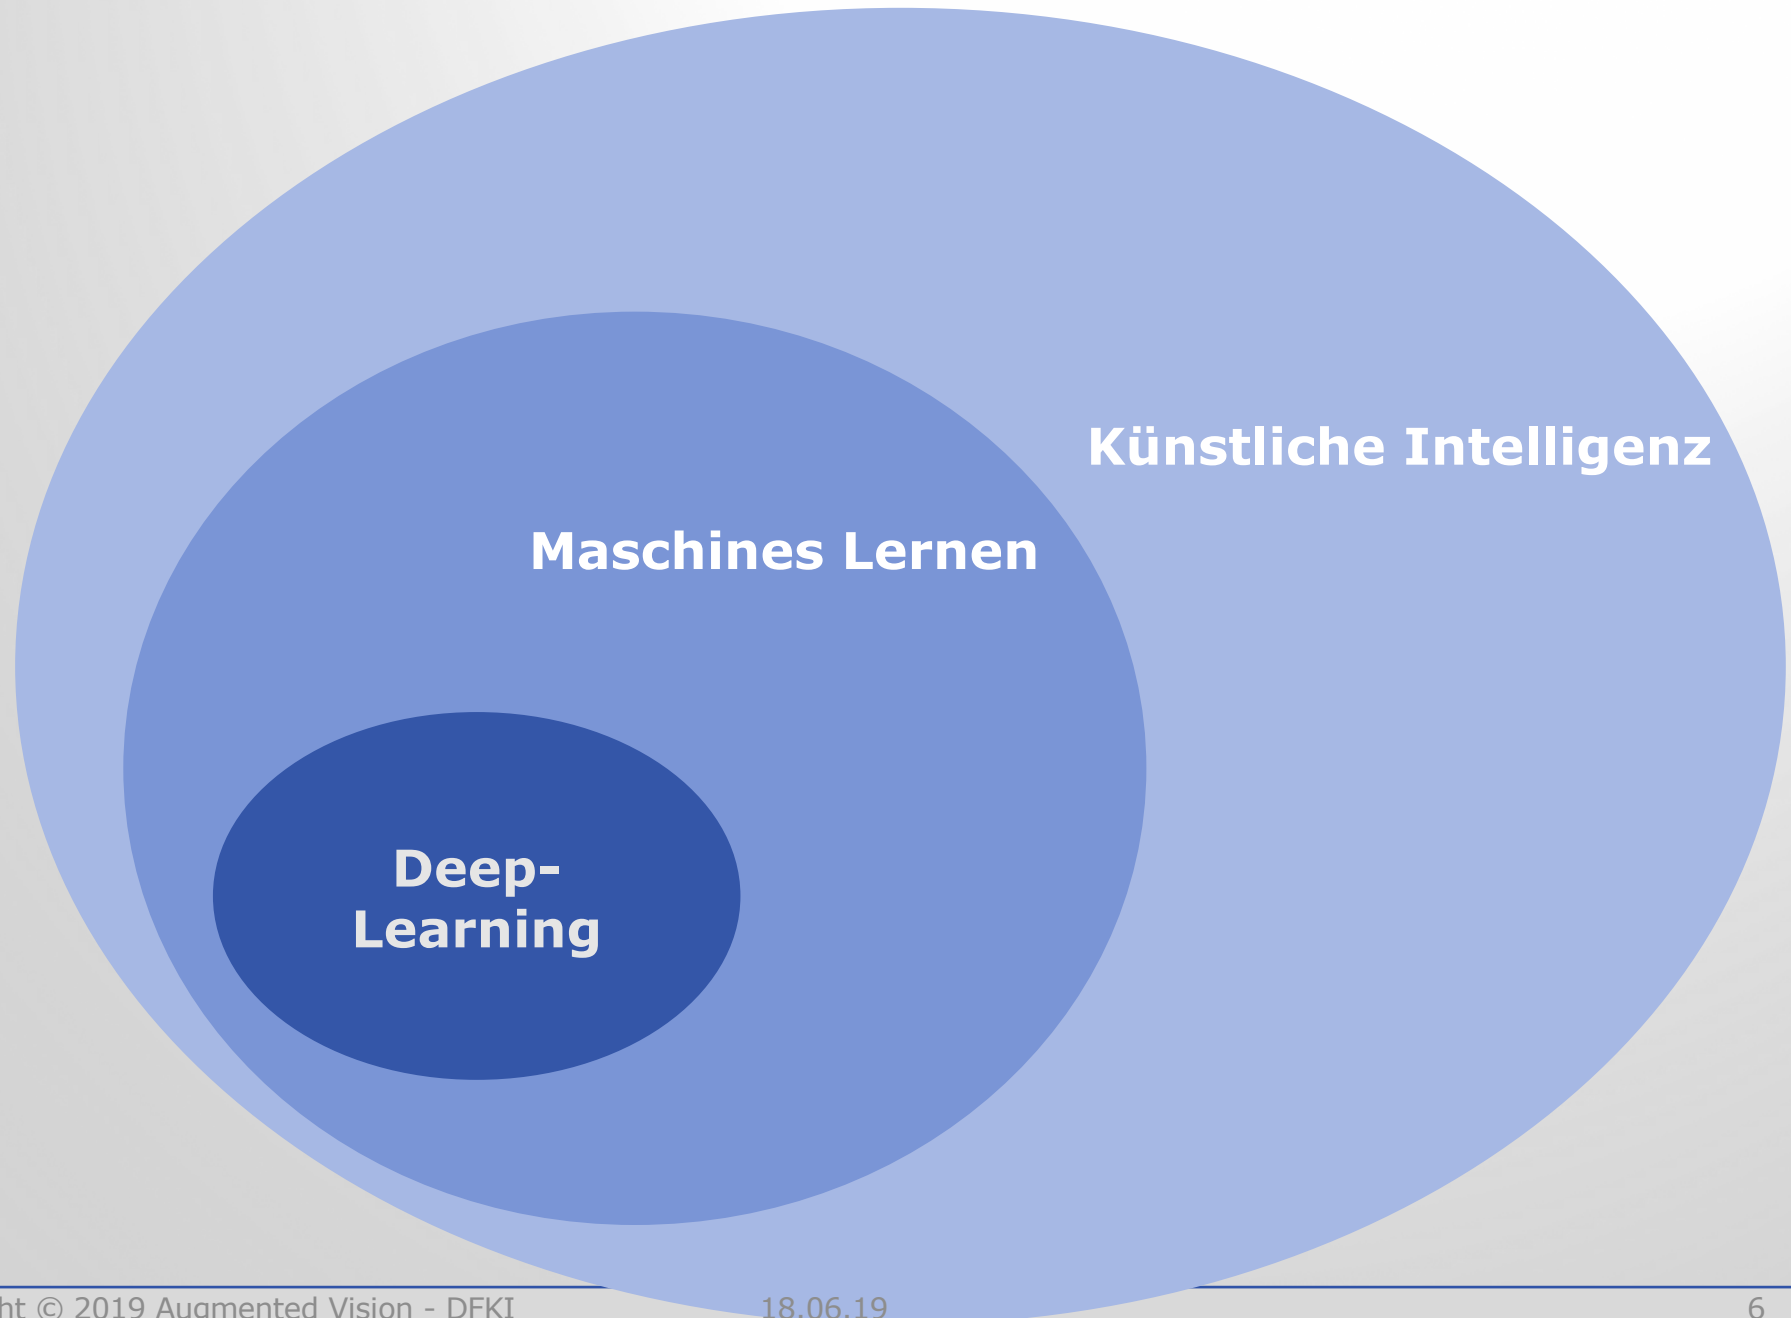 Künstliche Intelligenz
Maschines Lernen
Deep-
Learning
ht © 2019 Augmented Vision - DFKI 18.06.19 6